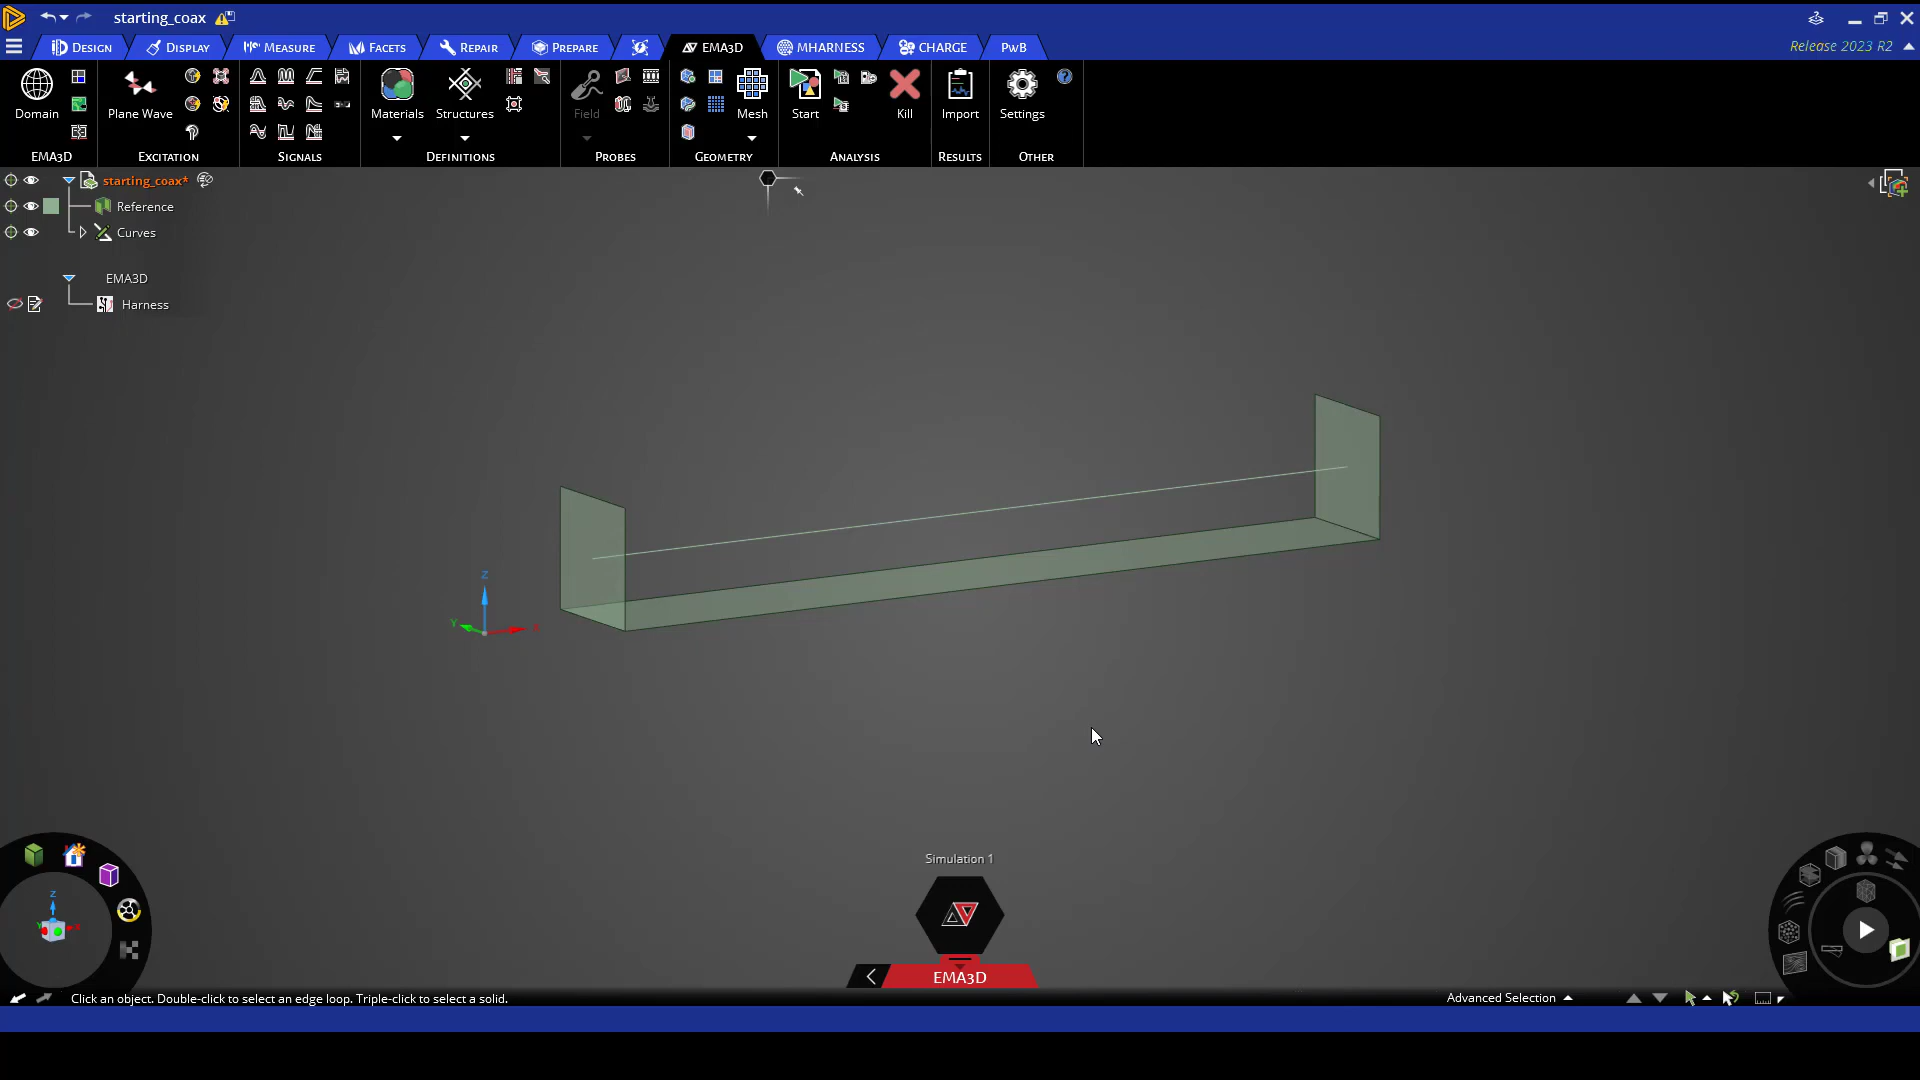 starting_coax
DESIGN DISPLAY MEASURE FACETS REPAIR PREPARE EMA3D MHARNESS CHARGE PWB
Release 2023 R2
Domain Plane Wave Materials Structures Field Mesh Start Kill Import Settings
EMA3D EXCITATION SIGNALS DEFINITIONS PROBES GEOMETRY ANALYSIS RESULTS OTHER
starting_coax*
Reference
Curves
EMA3D
Harness
Z
Y X
Simulation 1
Z
Y X
EMA3D
Click an object. Double-click to select an edge loop. Triple-click to select a solid.
Advanced Selection